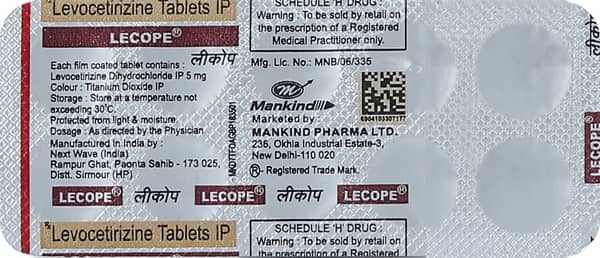 Levocetirizine Tablets IP
LECOPE® लीकोप
Each film coated tablet contains :
Levocetirizine Dihydrochloride IP 5 mg
Colour : Titanium Dioxide IP
Storage : Store at a temperature not
exceeding 30°C.
Protected from light & moisture.
Dosage : As directed by the Physician
Manufactured in India by :
Next Wave (India)
Rampur Ghat, Paonta Sahib - 173 025,
Distt. Sirmour (HP)
SCHEDULE 'H' DRUG :
Warning : To be sold by retail on
the prescription of a Registered
Medical Practitioner only.
Mfg. Lic. No.: MNB/06/335
Mankind
Marketed by :
MANKIND PHARMA LTD.
236, Okhla Industrial Estate-3,
New Delhi-110 020
®- Registered Trade Mark.
LECOPE® लीकोप LECOPE® लीकोप LECOPE®
Levocetirizine Tablets IP
SCHEDULE 'H' DRUG :
Warning : To be sold by retail on
the prescription of a Registered
LECOPE